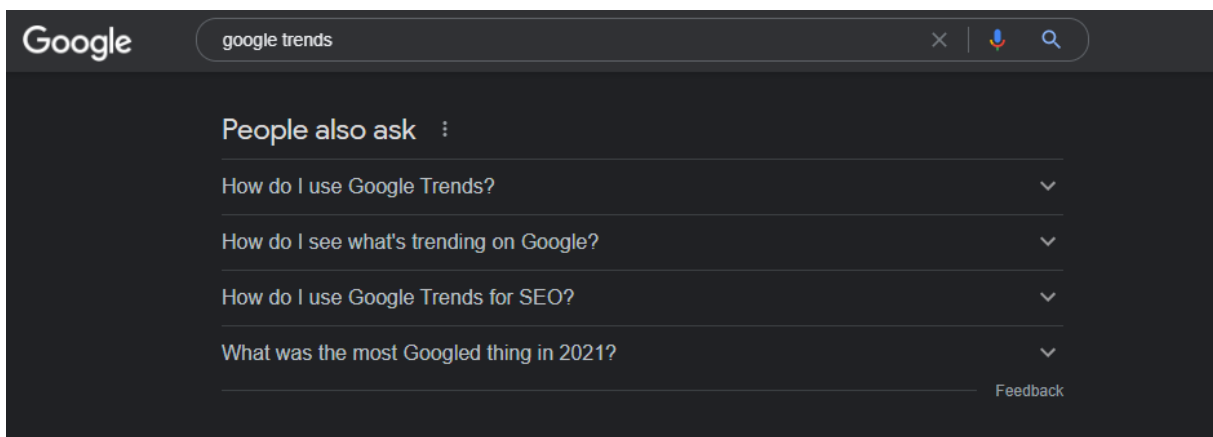 Google
google trends
People also ask
How do I use Google Trends?
How do I see what's trending on Google?
How do I use Google Trends for SEO?
What was the most Googled thing in 2021?
Feedback